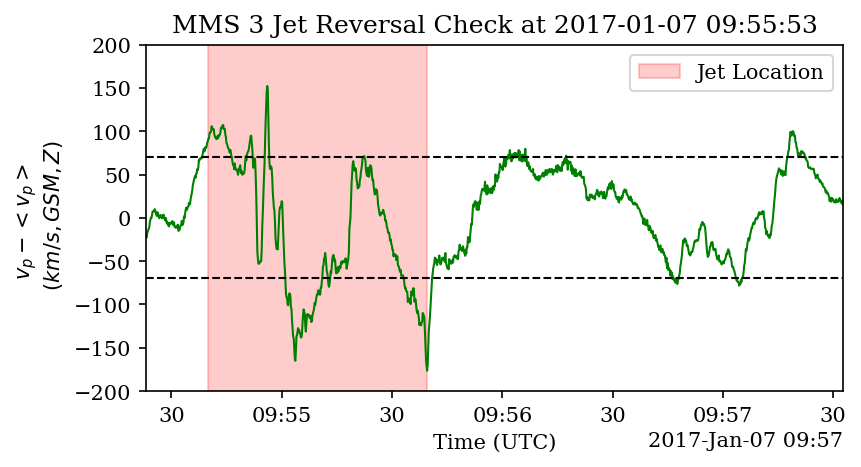 MMS 3 Jet Reversal Check at 2017-01-07 09:55:53
Jet Location
v_p − <v_p>
(km/s, GSM, Z)
200
150
100
50
0
−50
−100
−150
−200
30
09:55
30
09:56
30
09:57
30
Time (UTC)
2017-Jan-07 09:57